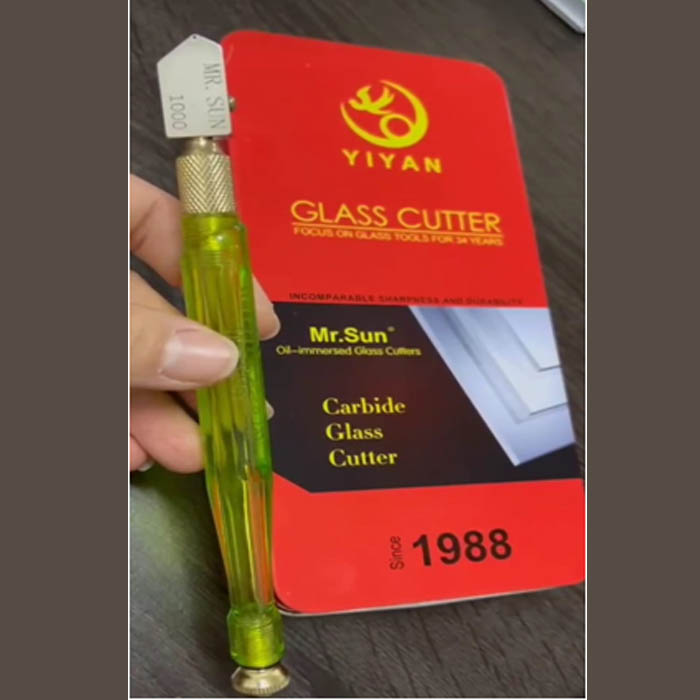 MR. SUN
1000
YIYAN
GLASS CUTTER
FOCUS ON GLASS TOOLS FOR 34 YEARS
INCOMPARABLE SHARPNESS AND DURABILITY
Mr.Sun®
Oil-immersed Glass Cutters
Carbide
Glass
Cutter
Since 1988